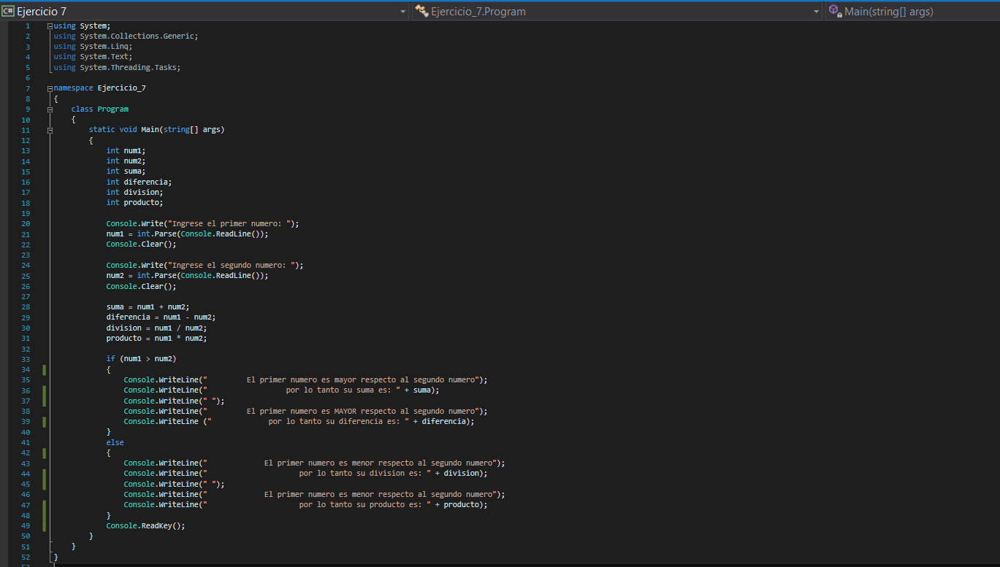 C# Ejercicio 7 Ejercicio_7.Program Main(string[] args)
1 using System;
2 using System.Collections.Generic;
3 using System.Linq;
4 using System.Text;
5 using System.Threading.Tasks;
6
7 namespace Ejercicio_7
8 {
9     class Program
10     {
11         static void Main(string[] args)
12         {
13             int num1;
14             int num2;
15             int suma;
16             int diferencia;
17             int division;
18             int producto;
19
20             Console.Write("Ingrese el primer numero: ");
21             num1 = int.Parse(Console.ReadLine());
22             Console.Clear();
23
24             Console.Write("Ingrese el segundo numero: ");
25             num2 = int.Parse(Console.ReadLine());
26             Console.Clear();
27
28             suma = num1 + num2;
29             diferencia = num1 - num2;
30             division = num1 / num2;
31             producto = num1 * num2;
32
33             if (num1 > num2)
34             {
35                 Console.WriteLine("         El primer numero es mayor respecto al segundo numero");
36                 Console.WriteLine("                  por lo tanto su suma es: " + suma);
37                 Console.WriteLine(" ");
38                 Console.WriteLine("         El primer numero es MAYOR respecto al segundo numero");
39                 Console.WriteLine ("             por lo tanto su diferencia es: " + diferencia);
40             }
41             else
42             {
43                 Console.WriteLine("             El primer numero es menor respecto al segundo numero");
44                 Console.WriteLine("                     por lo tanto su division es: " + division);
45                 Console.WriteLine(" ");
46                 Console.WriteLine("             El primer numero es menor respecto al segundo numero");
47                 Console.WriteLine("                     por lo tanto su producto es: " + producto);
48             }
49             Console.ReadKey();
50         }
51     }
52 }